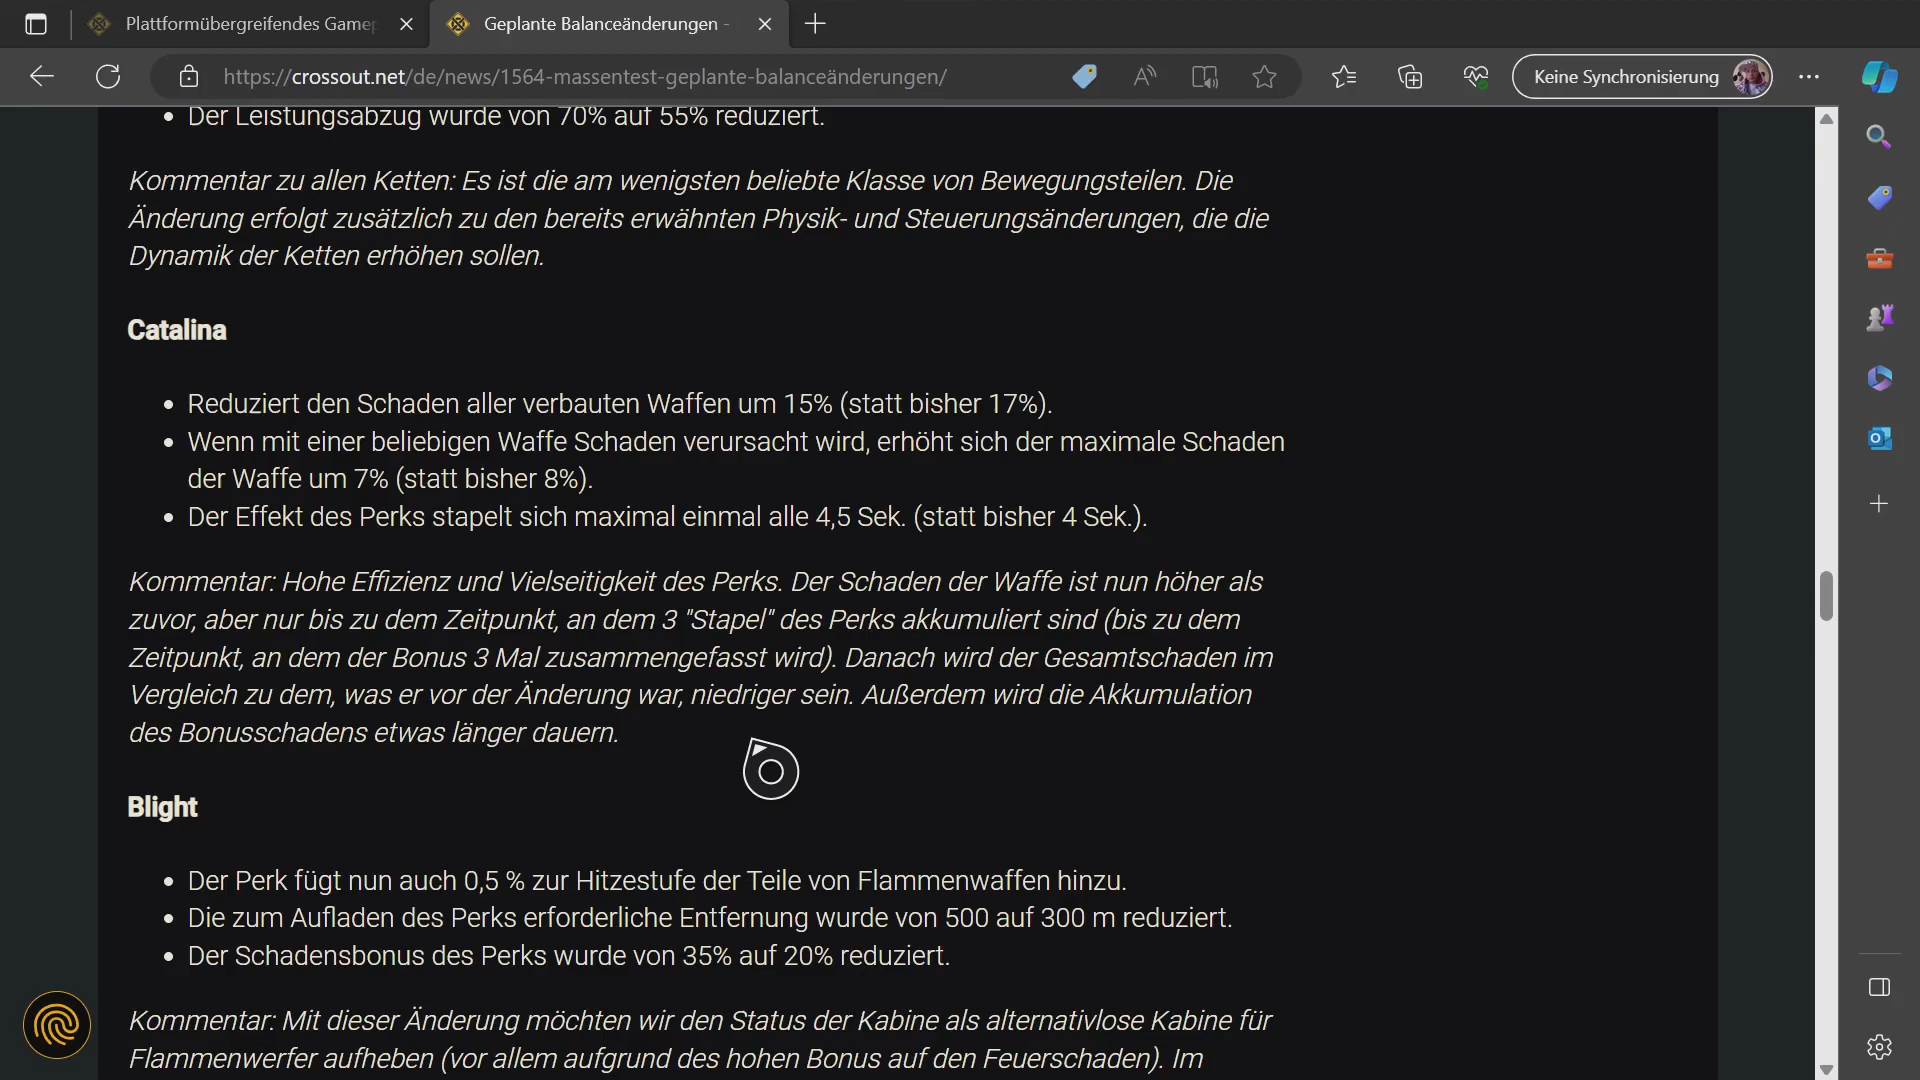 Plattformübergreifendes Gamep
Geplante Balanceänderungen -
https://crossout.net/de/news/1564-massentest-geplante-balanceänderungen/
Keine Synchronisierung
• Der Leistungsabzug wurde von 70% auf 55% reduziert.
Kommentar zu allen Ketten: Es ist die am wenigsten beliebte Klasse von Bewegungsteilen. Die
Änderung erfolgt zusätzlich zu den bereits erwähnten Physik- und Steuerungsänderungen, die die
Dynamik der Ketten erhöhen sollen.
Catalina
• Reduziert den Schaden aller verbauten Waffen um 15% (statt bisher 17%).
• Wenn mit einer beliebigen Waffe Schaden verursacht wird, erhöht sich der maximale Schaden
der Waffe um 7% (statt bisher 8%).
• Der Effekt des Perks stapelt sich maximal einmal alle 4,5 Sek. (statt bisher 4 Sek.).
Kommentar: Hohe Effizienz und Vielseitigkeit des Perks. Der Schaden der Waffe ist nun höher als
zuvor, aber nur bis zu dem Zeitpunkt, an dem 3 "Stapel" des Perks akkumuliert sind (bis zu dem
Zeitpunkt, an dem der Bonus 3 Mal zusammengefasst wird). Danach wird der Gesamtschaden im
Vergleich zu dem, was er vor der Änderung war, niedriger sein. Außerdem wird die Akkumulation
des Bonusschadens etwas länger dauern.
Blight
• Der Perk fügt nun auch 0,5 % zur Hitzestufe der Teile von Flammenwaffen hinzu.
• Die zum Aufladen des Perks erforderliche Entfernung wurde von 500 auf 300 m reduziert.
• Der Schadensbonus des Perks wurde von 35% auf 20% reduziert.
Kommentar: Mit dieser Änderung möchten wir den Status der Kabine als alternativlose Kabine für
Flammenwerfer aufheben (vor allem aufgrund des hohen Bonus auf den Feuerschaden). Im